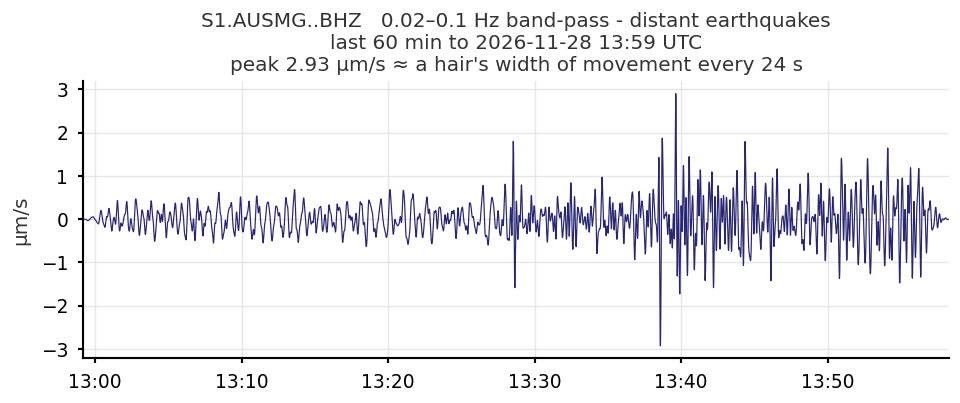 S1.AUSMG..BHZ   0.02–0.1 Hz band-pass - distant earthquakes
last 60 min to 2026-11-28 13:59 UTC
peak 2.93 µm/s ≈ a hair's width of movement every 24 s
3
2
1
0
−1
−2
−3
µm/s
13:00 13:10 13:20 13:30 13:40 13:50